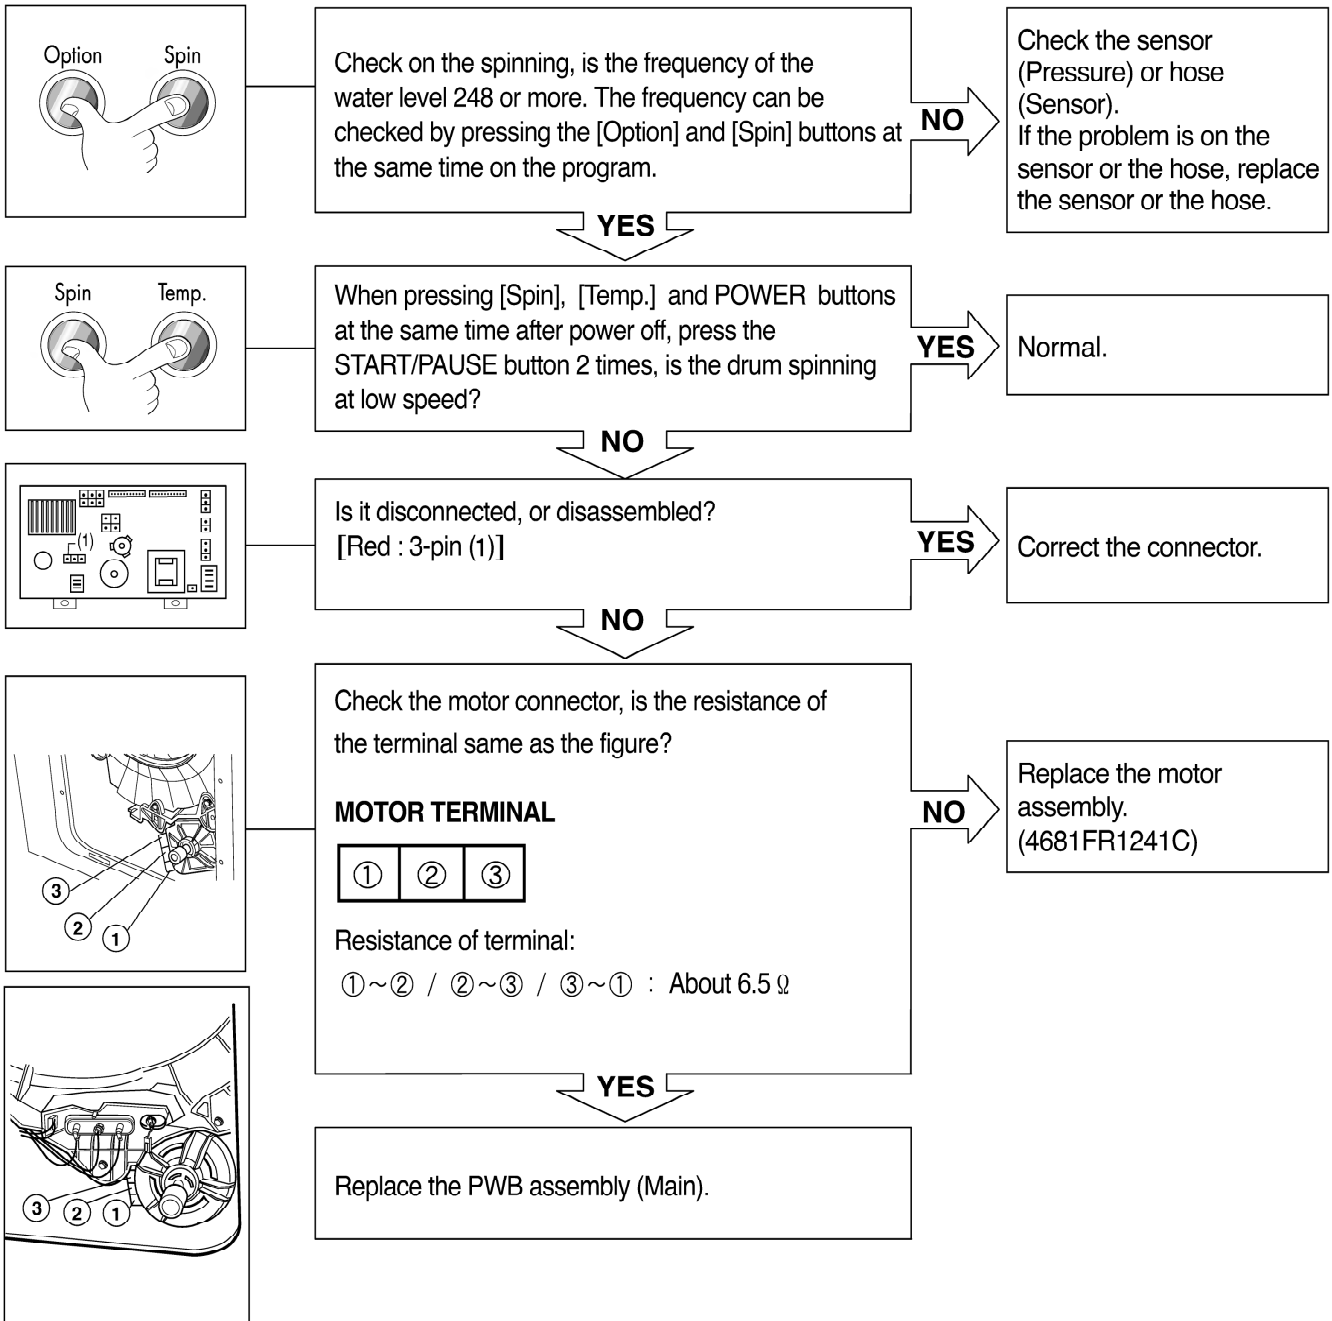 Option Spin
Check on the spinning, is the frequency of the
water level 248 or more. The frequency can be
checked by pressing the [Option] and [Spin] buttons at
the same time on the program.
NO
Check the sensor
(Pressure) or hose
(Sensor).
If the problem is on the
sensor or the hose, replace
the sensor or the hose.
YES
Spin Temp.
When pressing [Spin], [Temp.] and POWER buttons
at the same time after power off, press the
START/PAUSE button 2 times, is the drum spinning
at low speed?
YES
Normal.
NO
(1)
Is it disconnected, or disassembled?
[Red : 3-pin (1)]
YES
Correct the connector.
NO
3
2
1
Check the motor connector, is the resistance of
the terminal same as the figure?
MOTOR TERMINAL
① ② ③
Resistance of terminal:
①~② / ②~③ / ③~① : About 6.5 Ω
NO
Replace the motor
assembly.
(4681FR1241C)
YES
3 2 1
Replace the PWB assembly (Main).